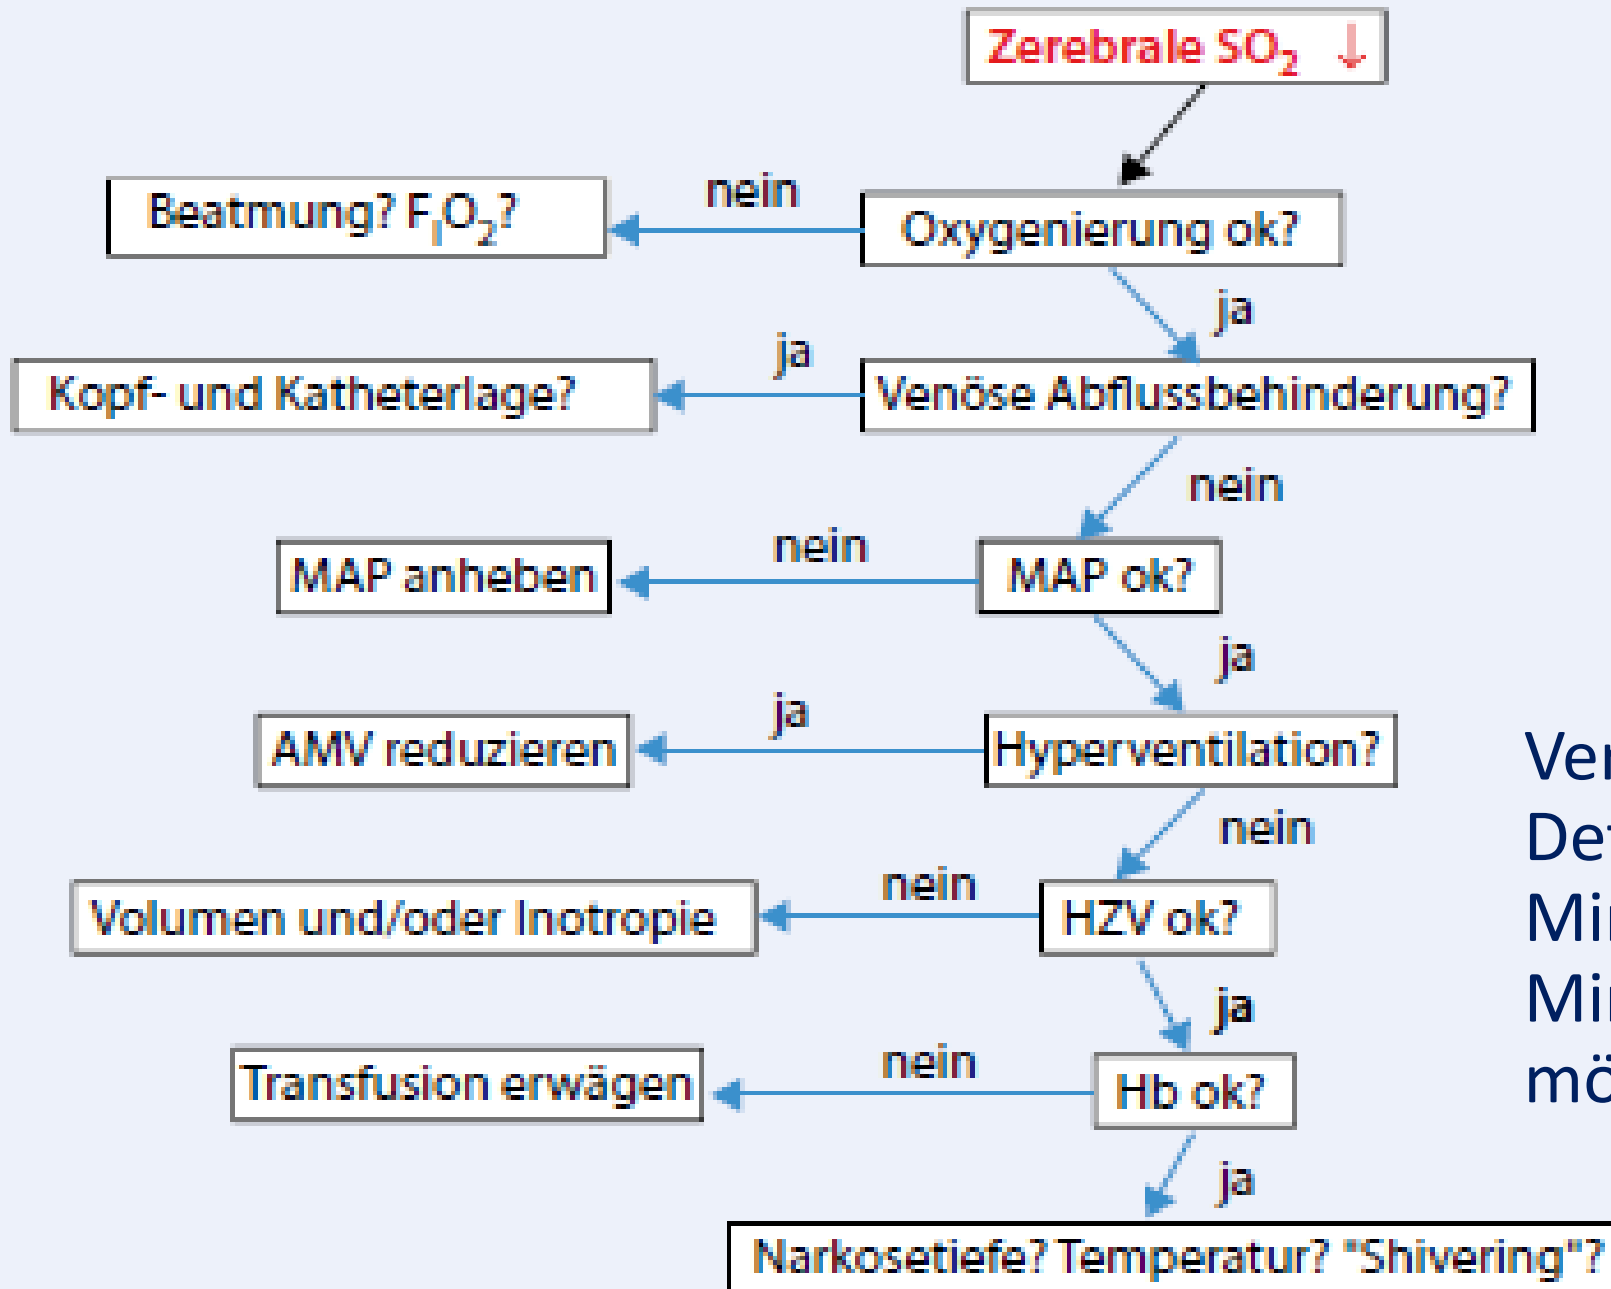 Zerebrale SO₂ ↓
nein
Beatmung? FIO₂?
Oxygenierung ok?
ja
ja
Kopf- und Katheterlage?
Venöse Abflussbehinderung?
nein
nein
MAP anheben
MAP ok?
ja
ja
AMV reduzieren
Hyperventilation?
nein
nein
Volumen und/oder Inotropie
HZV ok?
ja
nein
Transfusion erwägen
Hb ok?
ja
Narkosetiefe? Temperatur? "Shivering"?